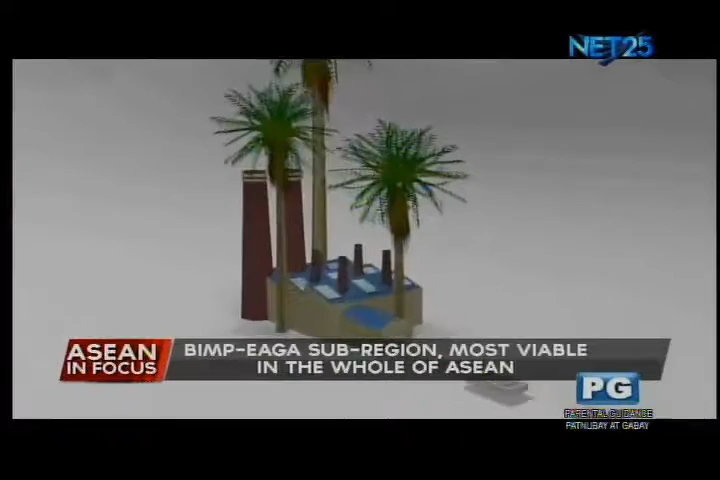 NET25
ASEAN
IN FOCUS
BIMP-EAGA SUB-REGION, MOST VIABLE
IN THE WHOLE OF ASEAN
PG
PARENTAL GUIDANCE
PATNUBAY AT GABAY